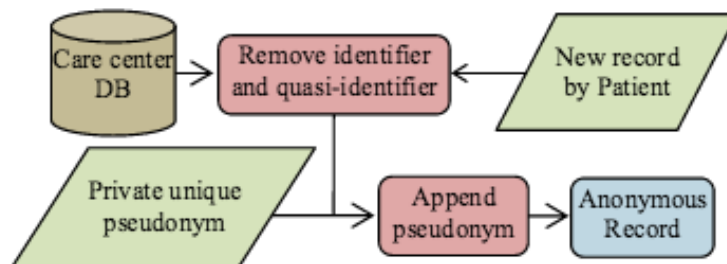 Care center
DB
Remove identifier
and quasi-identifier
New record
by Patient
Private unique
pseudonym
Append
pseudonym
Anonymous
Record